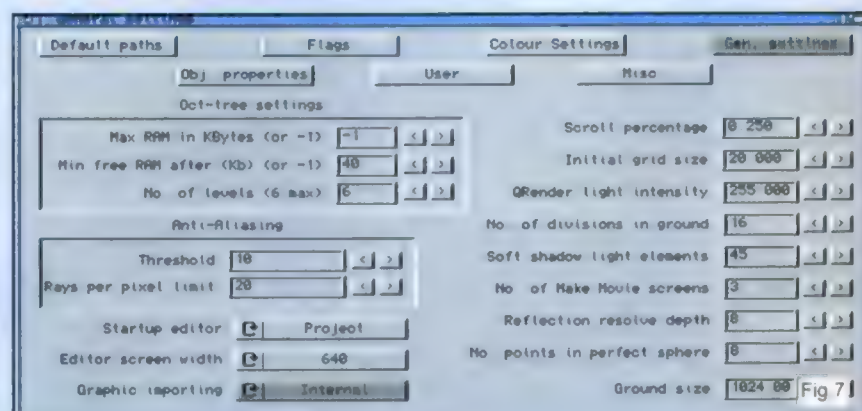 Default paths
Flags
Colour Settings
Gen. settings
Obj properties
User
Misc
Oct-tree settings
Max RAM in KBytes (or -1) -1 < >
Min free RAM after (Kb) (or -1) 40 < >
No of levels (6 max) 6 < >
Anti-Aliasing
Threshold 10 < >
Rays per pixel limit 20 < >
Startup editor Project
Editor screen width 640
Graphic importing Internal
Scroll percentage 0 250 < >
Initial grid size 20 000 < >
QRender light intensity 255 000 < >
No of divisions in ground 16 < >
Soft shadow light elements 45 < >
No of Make Movie screens 3 < >
Reflection resolve depth 8 < >
No points in perfect sphere 8 < >
Ground size 1024 00
Fig 7